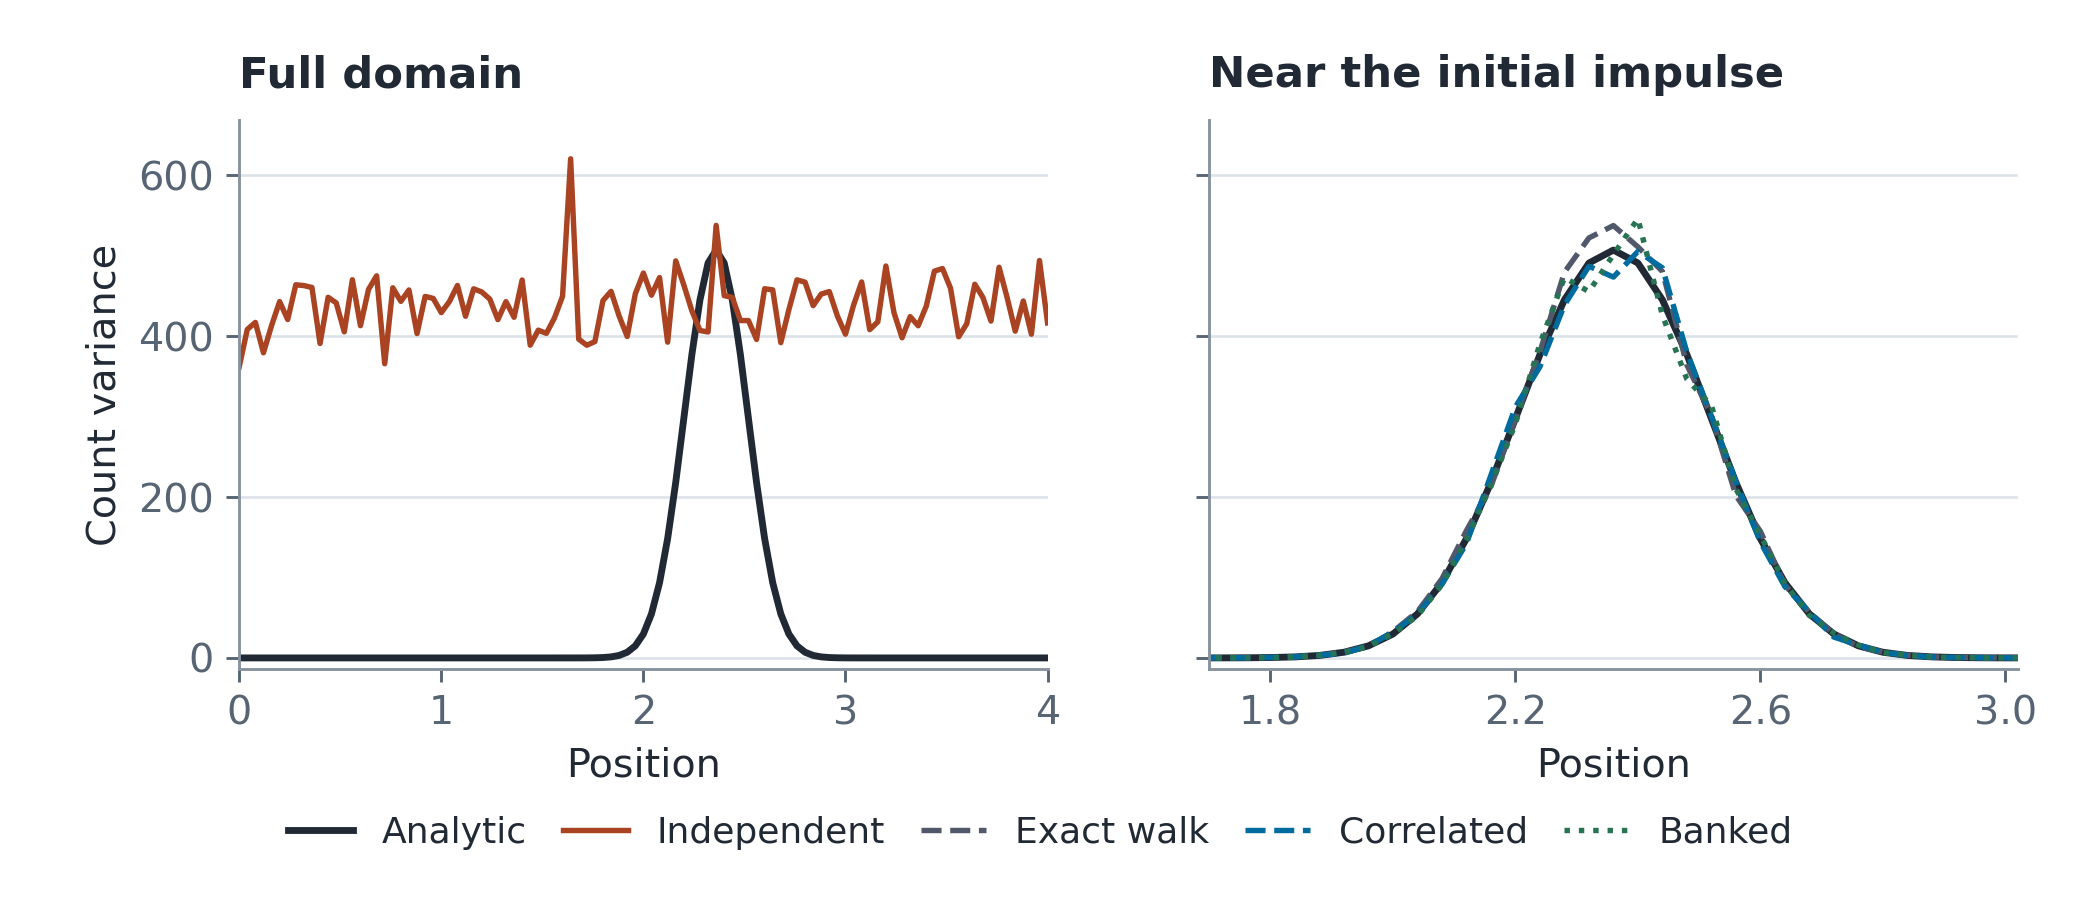 Full domain
Near the initial impulse
Count variance
600
400
200
0
0 1 2 3 4
1.8 2.2 2.6 3.0
Position
Position
Analytic Independent Exact walk Correlated Banked